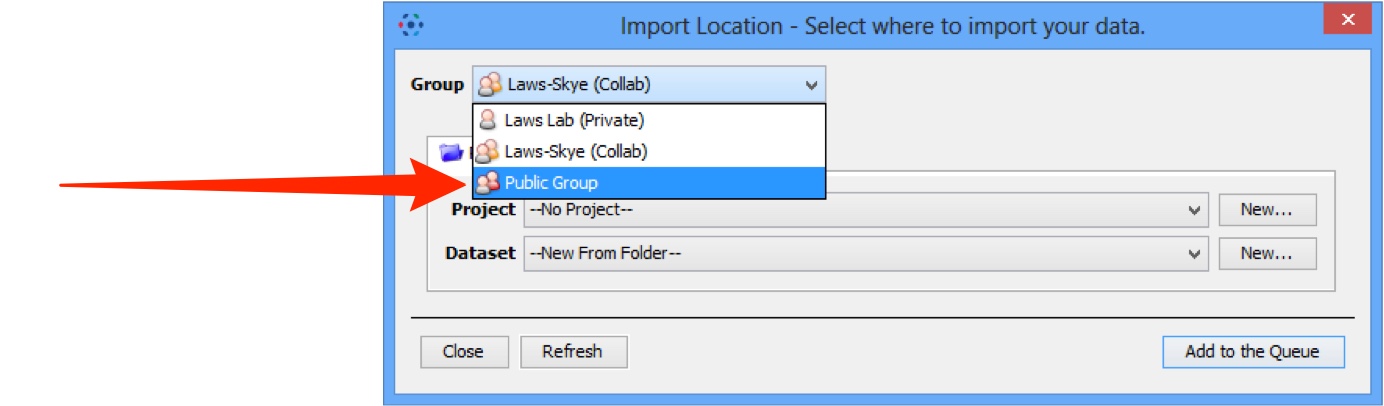 Import Location - Select where to import your data.
Group Laws-Skye (Collab)
Laws Lab (Private)
Laws-Skye (Collab)
Public Group
Project --No Project-- New...
Dataset --New From Folder-- New...
Close Refresh Add to the Queue